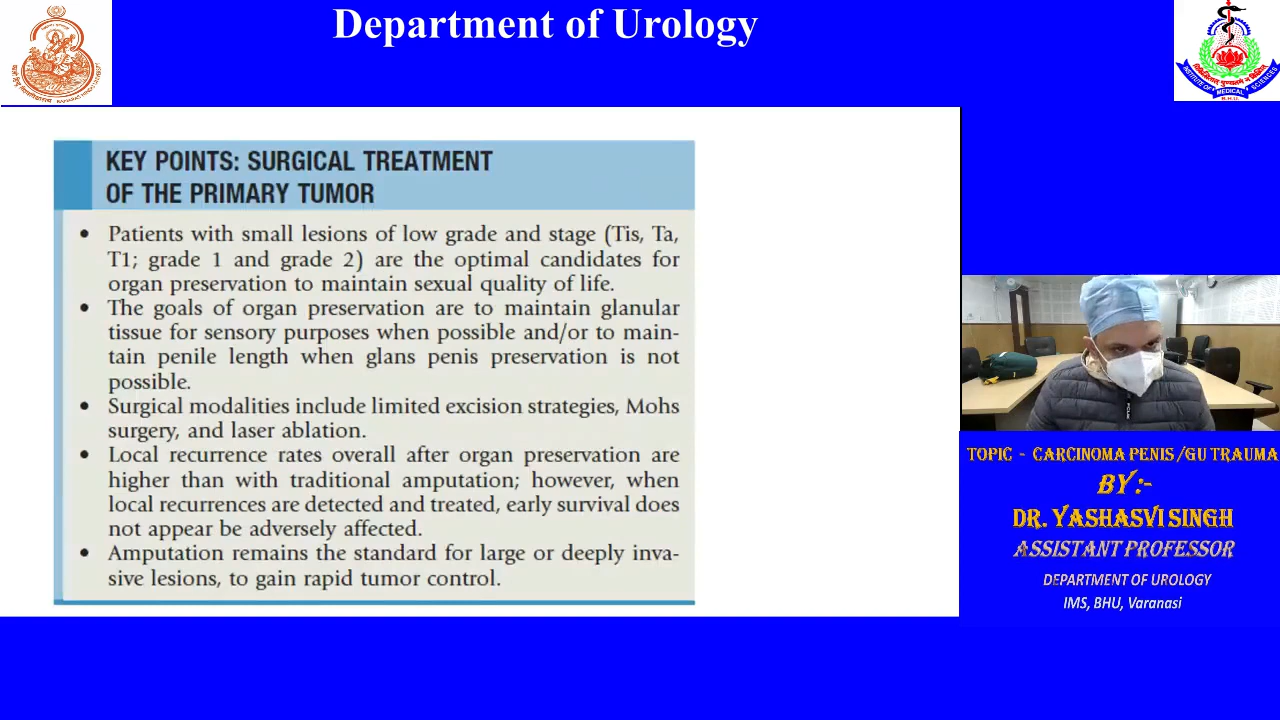 Department of Urology
KEY POINTS: SURGICAL TREATMENT
OF THE PRIMARY TUMOR
• Patients with small lesions of low grade and stage (Tis, Ta,
T1; grade 1 and grade 2) are the optimal candidates for
organ preservation to maintain sexual quality of life.
• The goals of organ preservation are to maintain glanular
tissue for sensory purposes when possible and/or to main-
tain penile length when glans penis preservation is not
possible.
• Surgical modalities include limited excision strategies, Mohs
surgery, and laser ablation.
• Local recurrence rates overall after organ preservation are
higher than with traditional amputation; however, when
local recurrences are detected and treated, early survival does
not appear be adversely affected.
• Amputation remains the standard for large or deeply inva-
sive lesions, to gain rapid tumor control.
INSTITUTE OF MEDICAL SCIENCES
B.H.U.
TOPIC - CARCINOMA PENIS /GU TRAUMA
BY :-
DR. YASHASVI SINGH
ASSISTANT PROFESSOR
DEPARTMENT OF UROLOGY
IMS, BHU, Varanasi